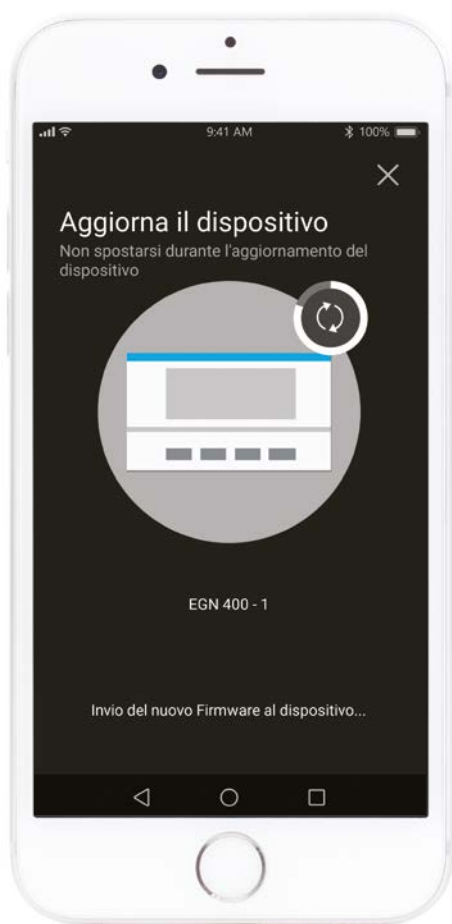 9:41 AM
100%
Aggiorna il dispositivo
Non spostarsi durante l'aggiornamento del
dispositivo
EGN 400 - 1
Invio del nuovo Firmware al dispositivo...